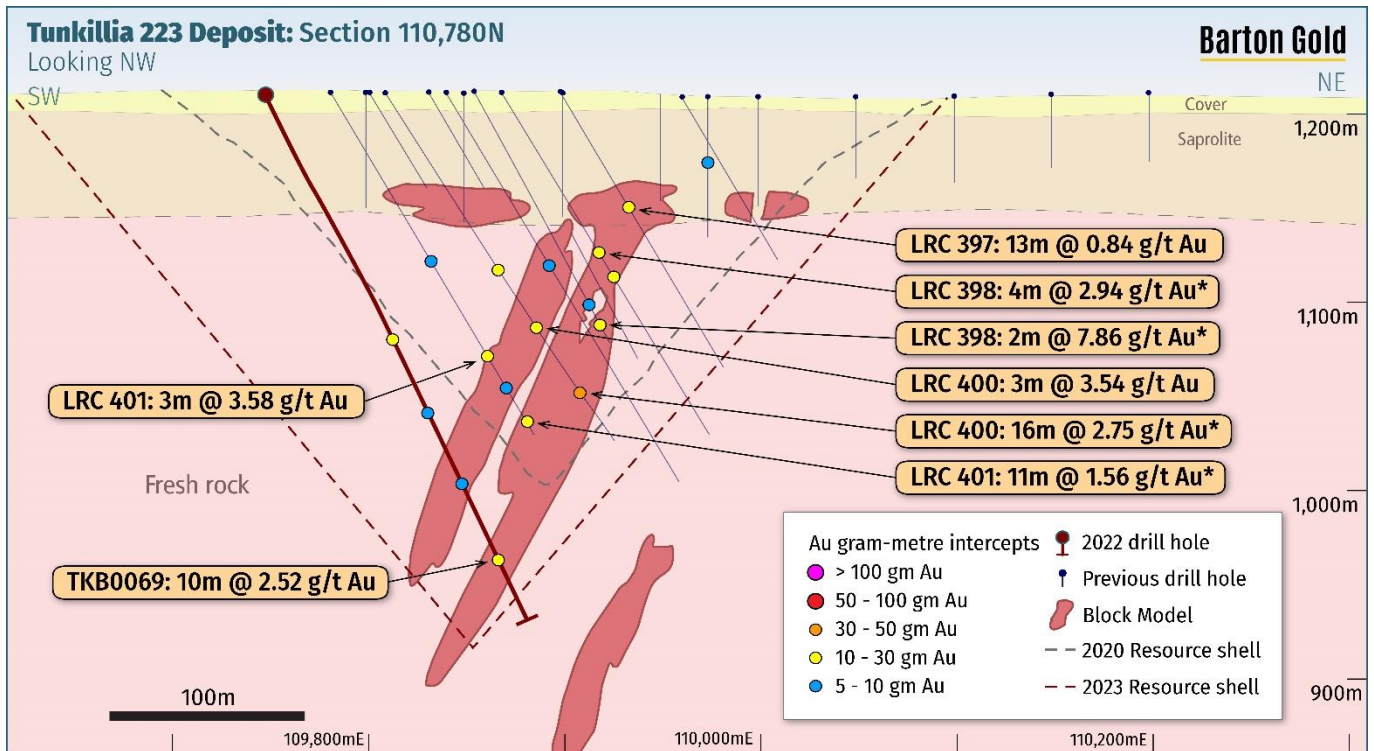 Tunkillia 223 Deposit: Section 110,780N
Looking NW
SW
Barton Gold
NE
Cover
1,200m
Saprolite
LRC 397: 13m @ 0.84 g/t Au
LRC 398: 4m @ 2.94 g/t Au*
1,100m
LRC 398: 2m @ 7.86 g/t Au*
LRC 400: 3m @ 3.54 g/t Au
LRC 401: 3m @ 3.58 g/t Au
LRC 400: 16m @ 2.75 g/t Au*
LRC 401: 11m @ 1.56 g/t Au*
Fresh rock
1,000m
TKB0069: 10m @ 2.52 g/t Au
Au gram-metre intercepts
> 100 gm Au
50 - 100 gm Au
30 - 50 gm Au
10 - 30 gm Au
5 - 10 gm Au
2022 drill hole
Previous drill hole
Block Model
2020 Resource shell
2023 Resource shell
900m
100m
109,800mE
110,000mE
110,200mE